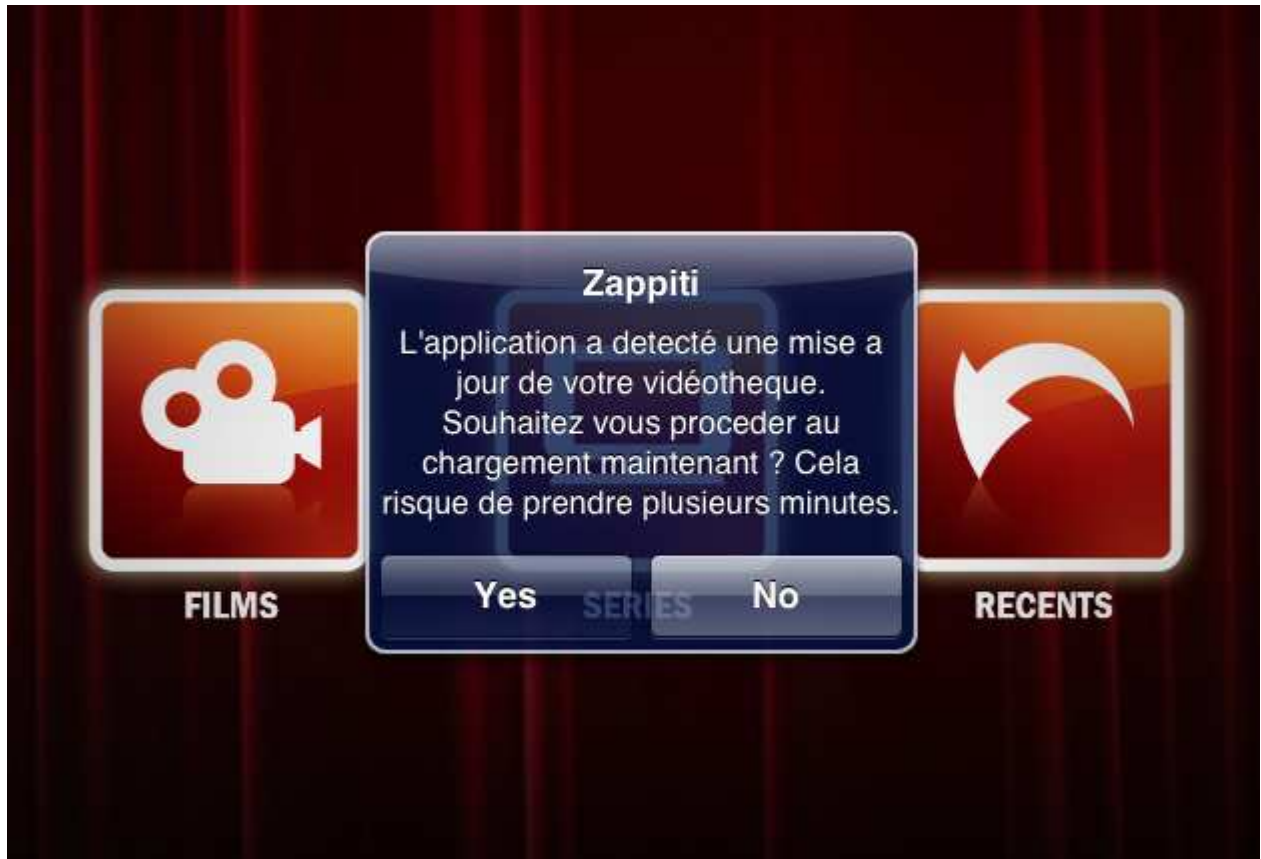 Zappiti
L'application a detecté une mise a
jour de votre vidéotheque.
Souhaitez vous proceder au
chargement maintenant ? Cela
risque de prendre plusieurs minutes.
Yes
No
FILMS
SERIES
RECENTS